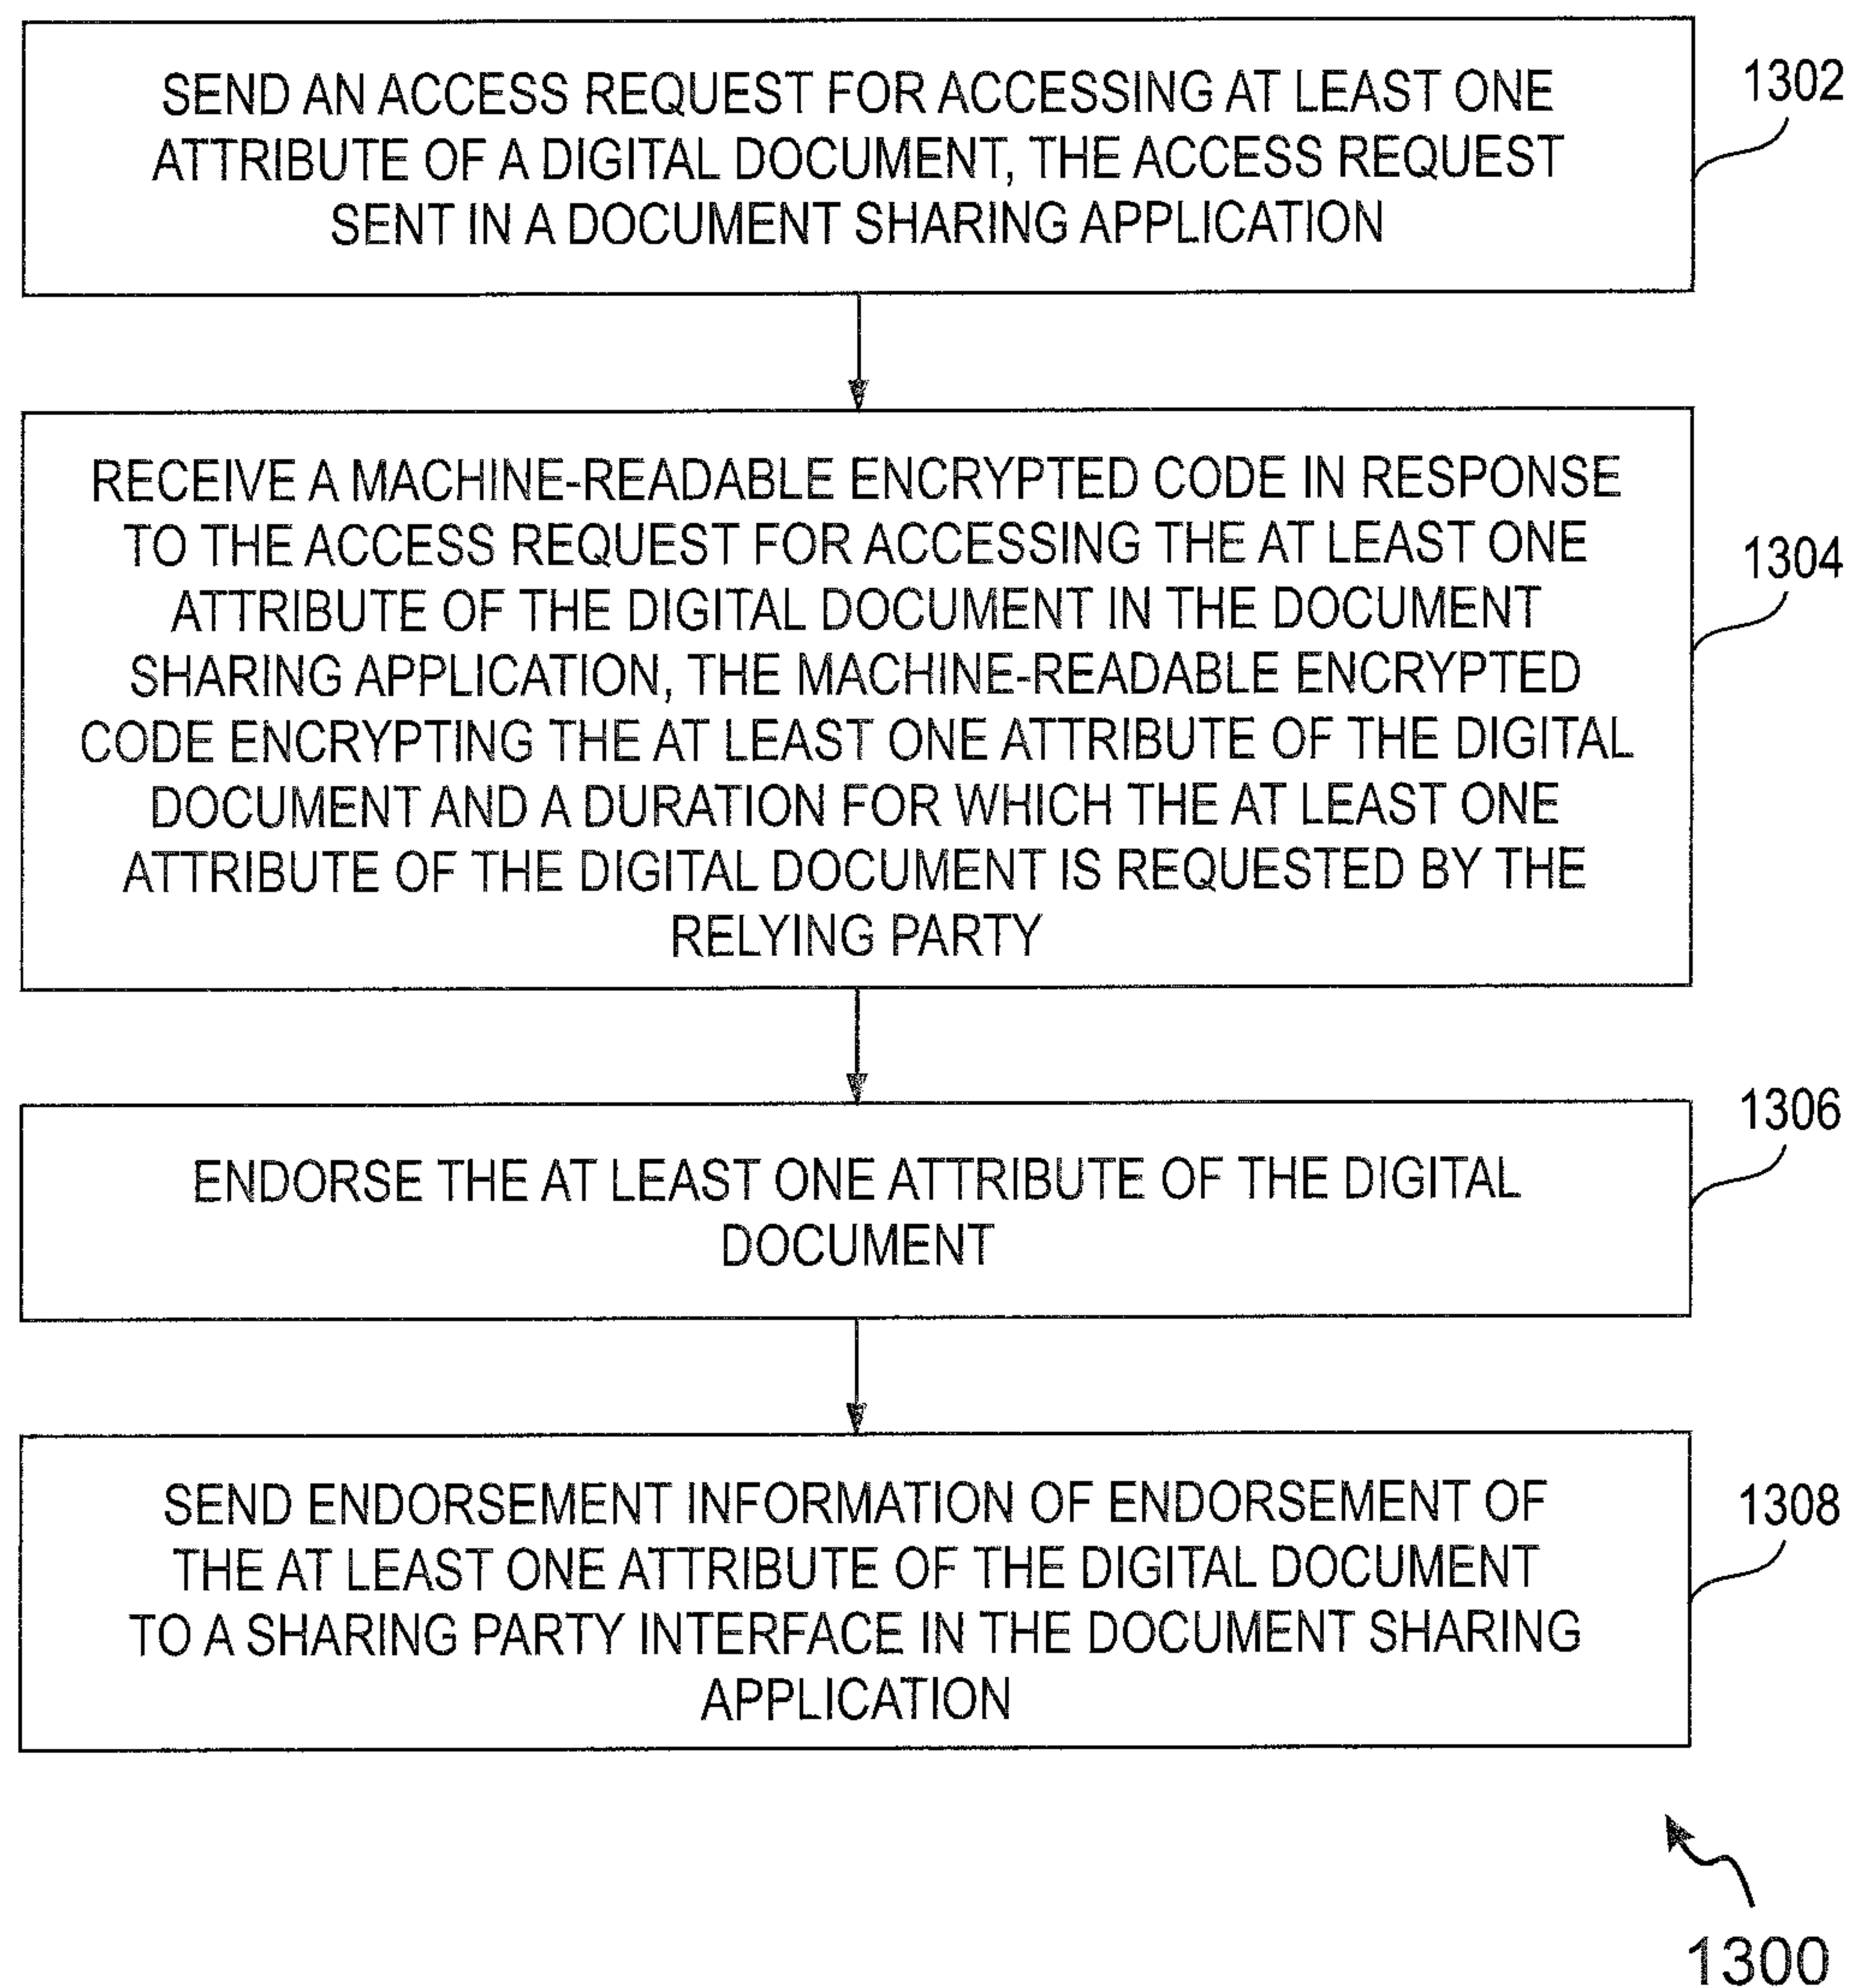 SEND AN ACCESS REQUEST FOR ACCESSING AT LEAST ONE
ATTRIBUTE OF A DIGITAL DOCUMENT, THE ACCESS REQUEST
SENT IN A DOCUMENT SHARING APPLICATION
1302
RECEIVE A MACHINE-READABLE ENCRYPTED CODE IN RESPONSE
TO THE ACCESS REQUEST FOR ACCESSING THE AT LEAST ONE
ATTRIBUTE OF THE DIGITAL DOCUMENT IN THE DOCUMENT
SHARING APPLICATION, THE MACHINE-READABLE ENCRYPTED
CODE ENCRYPTING THE AT LEAST ONE ATTRIBUTE OF THE DIGITAL
DOCUMENT AND A DURATION FOR WHICH THE AT LEAST ONE
ATTRIBUTE OF THE DIGITAL DOCUMENT IS REQUESTED BY THE
RELYING PARTY
1304
ENDORSE THE AT LEAST ONE ATTRIBUTE OF THE DIGITAL
DOCUMENT
1306
SEND ENDORSEMENT INFORMATION OF ENDORSEMENT OF
THE AT LEAST ONE ATTRIBUTE OF THE DIGITAL DOCUMENT
TO A SHARING PARTY INTERFACE IN THE DOCUMENT SHARING
APPLICATION
1308
1300